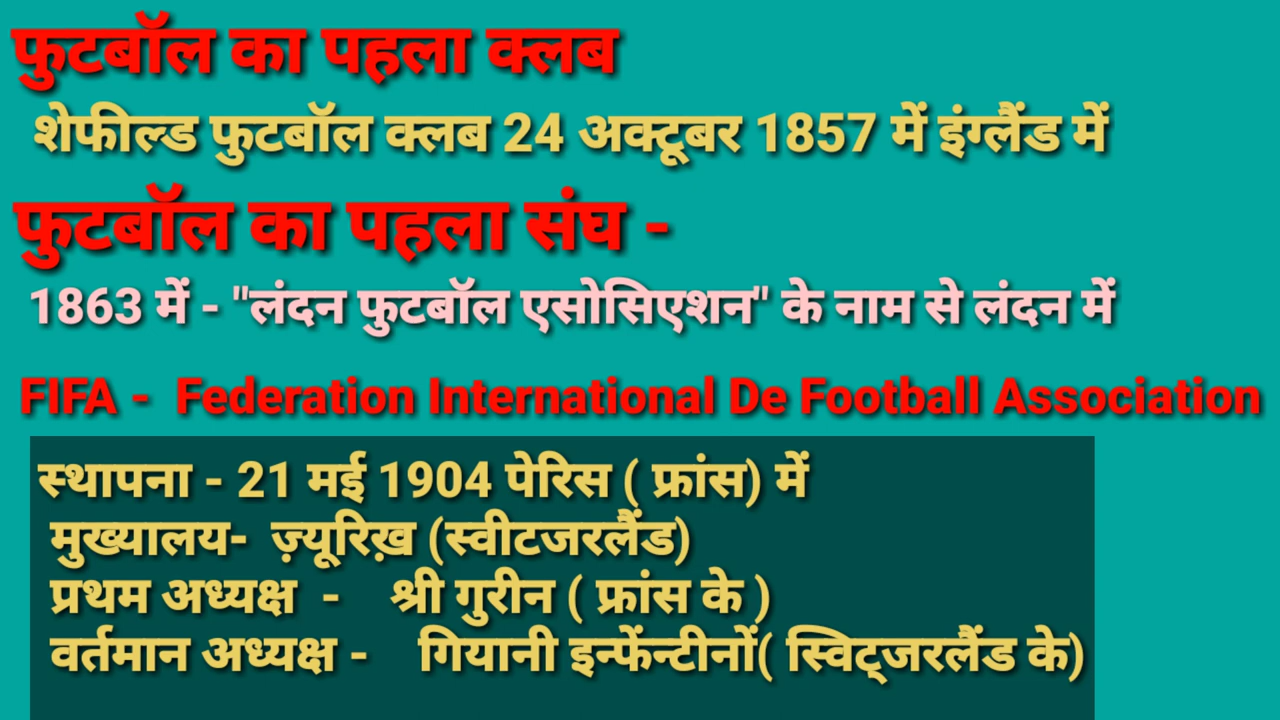 फुटबॉल का पहला क्लब
शेफील्ड फुटबॉल क्लब 24 अक्टूबर 1857 में इंग्लैंड में
फुटबॉल का पहला संघ -
1863 में - "लंदन फुटबॉल एसोसिएशन" के नाम से लंदन में
FIFA - Federation International De Football Association
स्थापना - 21 मई 1904 पेरिस ( फ्रांस) में
मुख्यालय- ज़्यूरिख़ (स्वीटजरलैंड)
प्रथम अध्यक्ष - श्री गुरीन ( फ्रांस के )
वर्तमान अध्यक्ष - गियानी इन्फेंन्टीनों( स्विट्जरलैंड के)